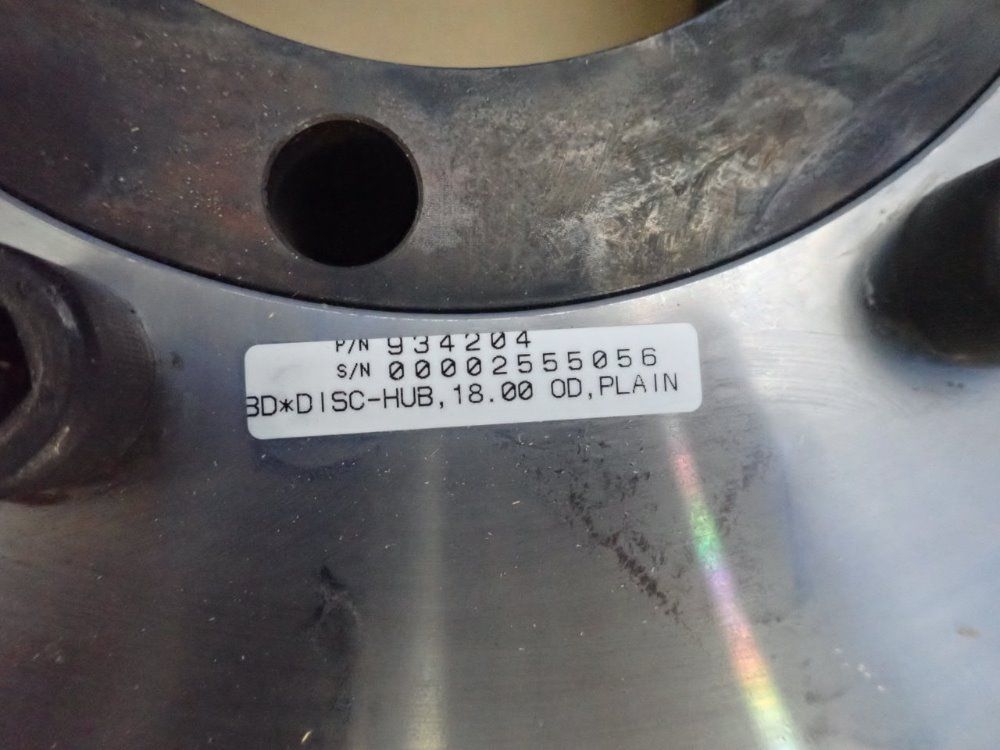 P/N 934204
S/N 00002555056
BD*DISC-HUB,18.00 OD,PLAIN